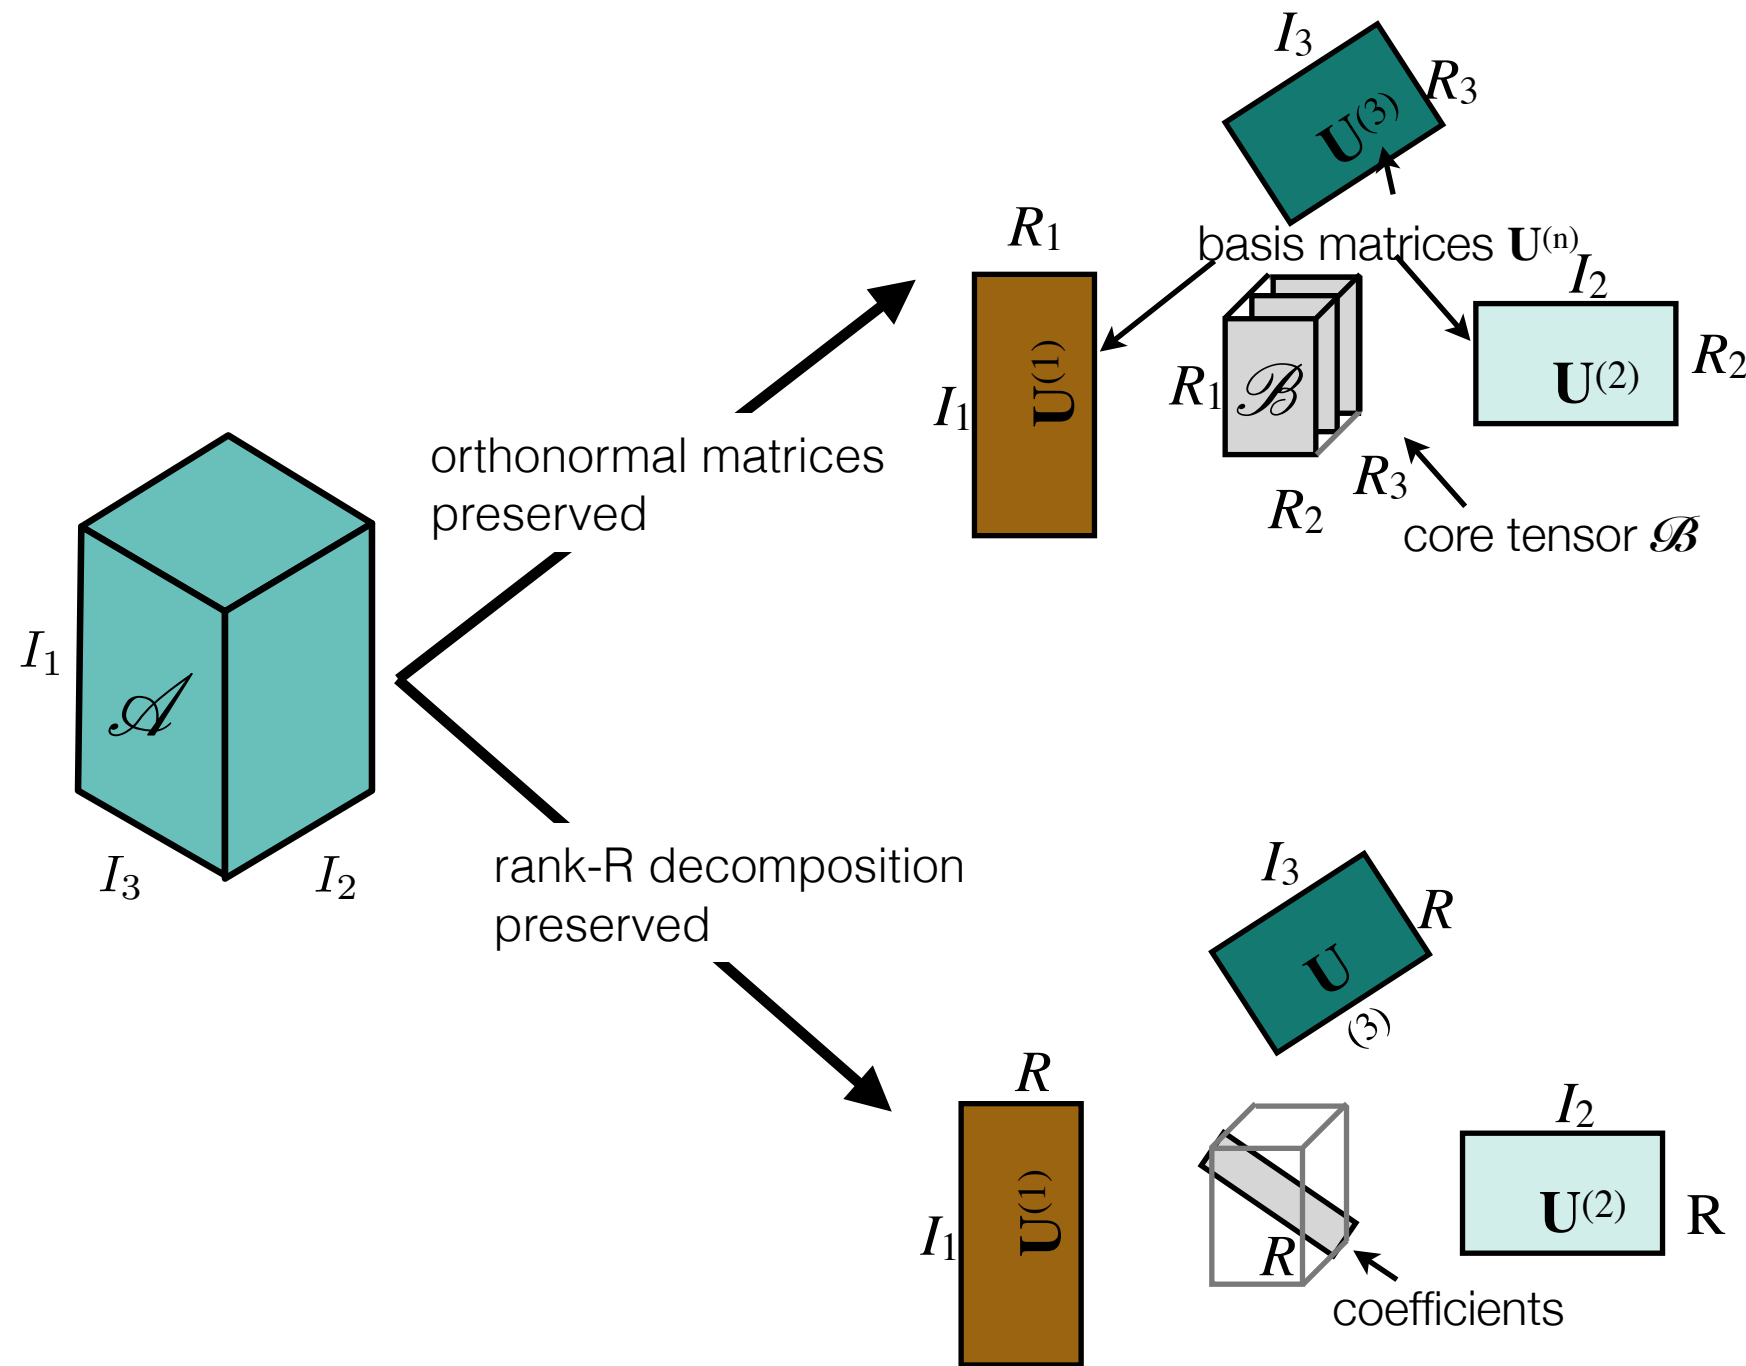 I₃
R₃
U⁽³⁾
R₁
basis matrices U⁽ⁿ⁾
I₂
U⁽¹⁾
I₁
R₁
ℬ
U⁽²⁾
R₂
R₃
R₂
core tensor ℬ
orthonormal matrices
preserved
I₁
𝒜
I₃
I₂
rank-R decomposition
preserved
I₃
R
U
(3)
R
I₂
U⁽¹⁾
I₁
R
U⁽²⁾
R
coefficients